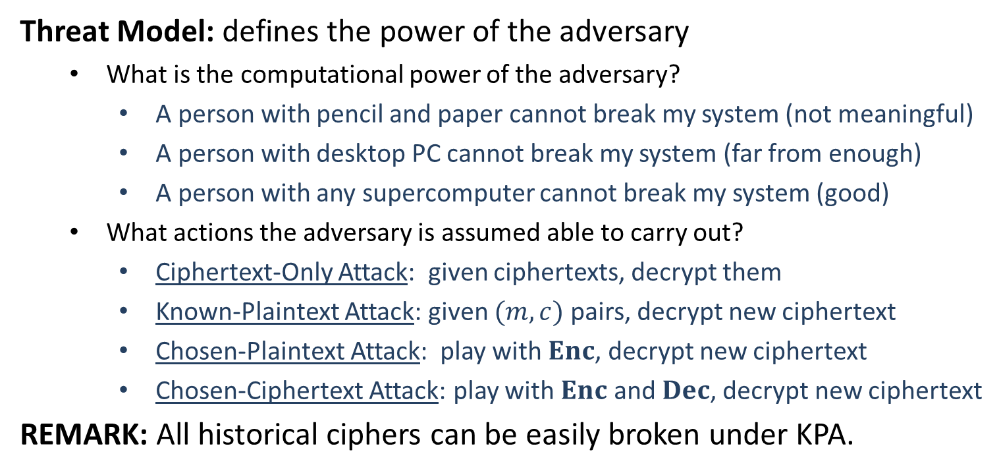 Threat Model: defines the power of the adversary
• What is the computational power of the adversary?
• A person with pencil and paper cannot break my system (not meaningful)
• A person with desktop PC cannot break my system (far from enough)
• A person with any supercomputer cannot break my system (good)
• What actions the adversary is assumed able to carry out?
• Ciphertext-Only Attack: given ciphertexts, decrypt them
• Known-Plaintext Attack: given (m, c) pairs, decrypt new ciphertext
• Chosen-Plaintext Attack: play with Enc, decrypt new ciphertext
• Chosen-Ciphertext Attack: play with Enc and Dec, decrypt new ciphertext
REMARK: All historical ciphers can be easily broken under KPA.